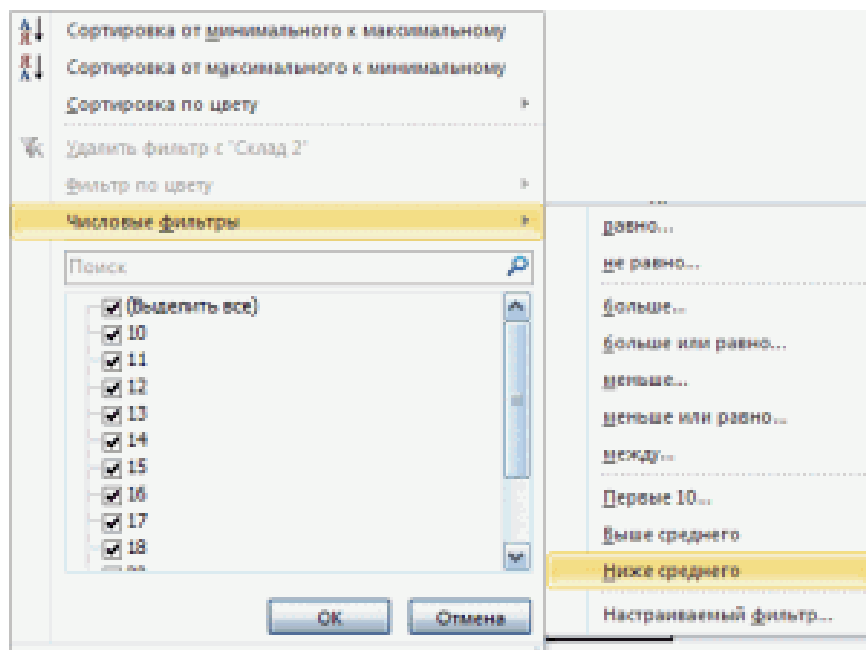 Сортировка от минимального к максимальному
Сортировка от максимального к минимальному
Сортировка по цвету
Удалить фильтр с "Склад 2"
Фильтр по цвету
Числовые фильтры
Поиск
(Выделить все)
10
11
12
13
14
15
16
17
18
ОК
Отмена
равно...
не равно...
больше...
больше или равно...
меньше...
меньше или равно...
между...
Первые 10...
Выше среднего
Ниже среднего
Настраиваемый фильтр...